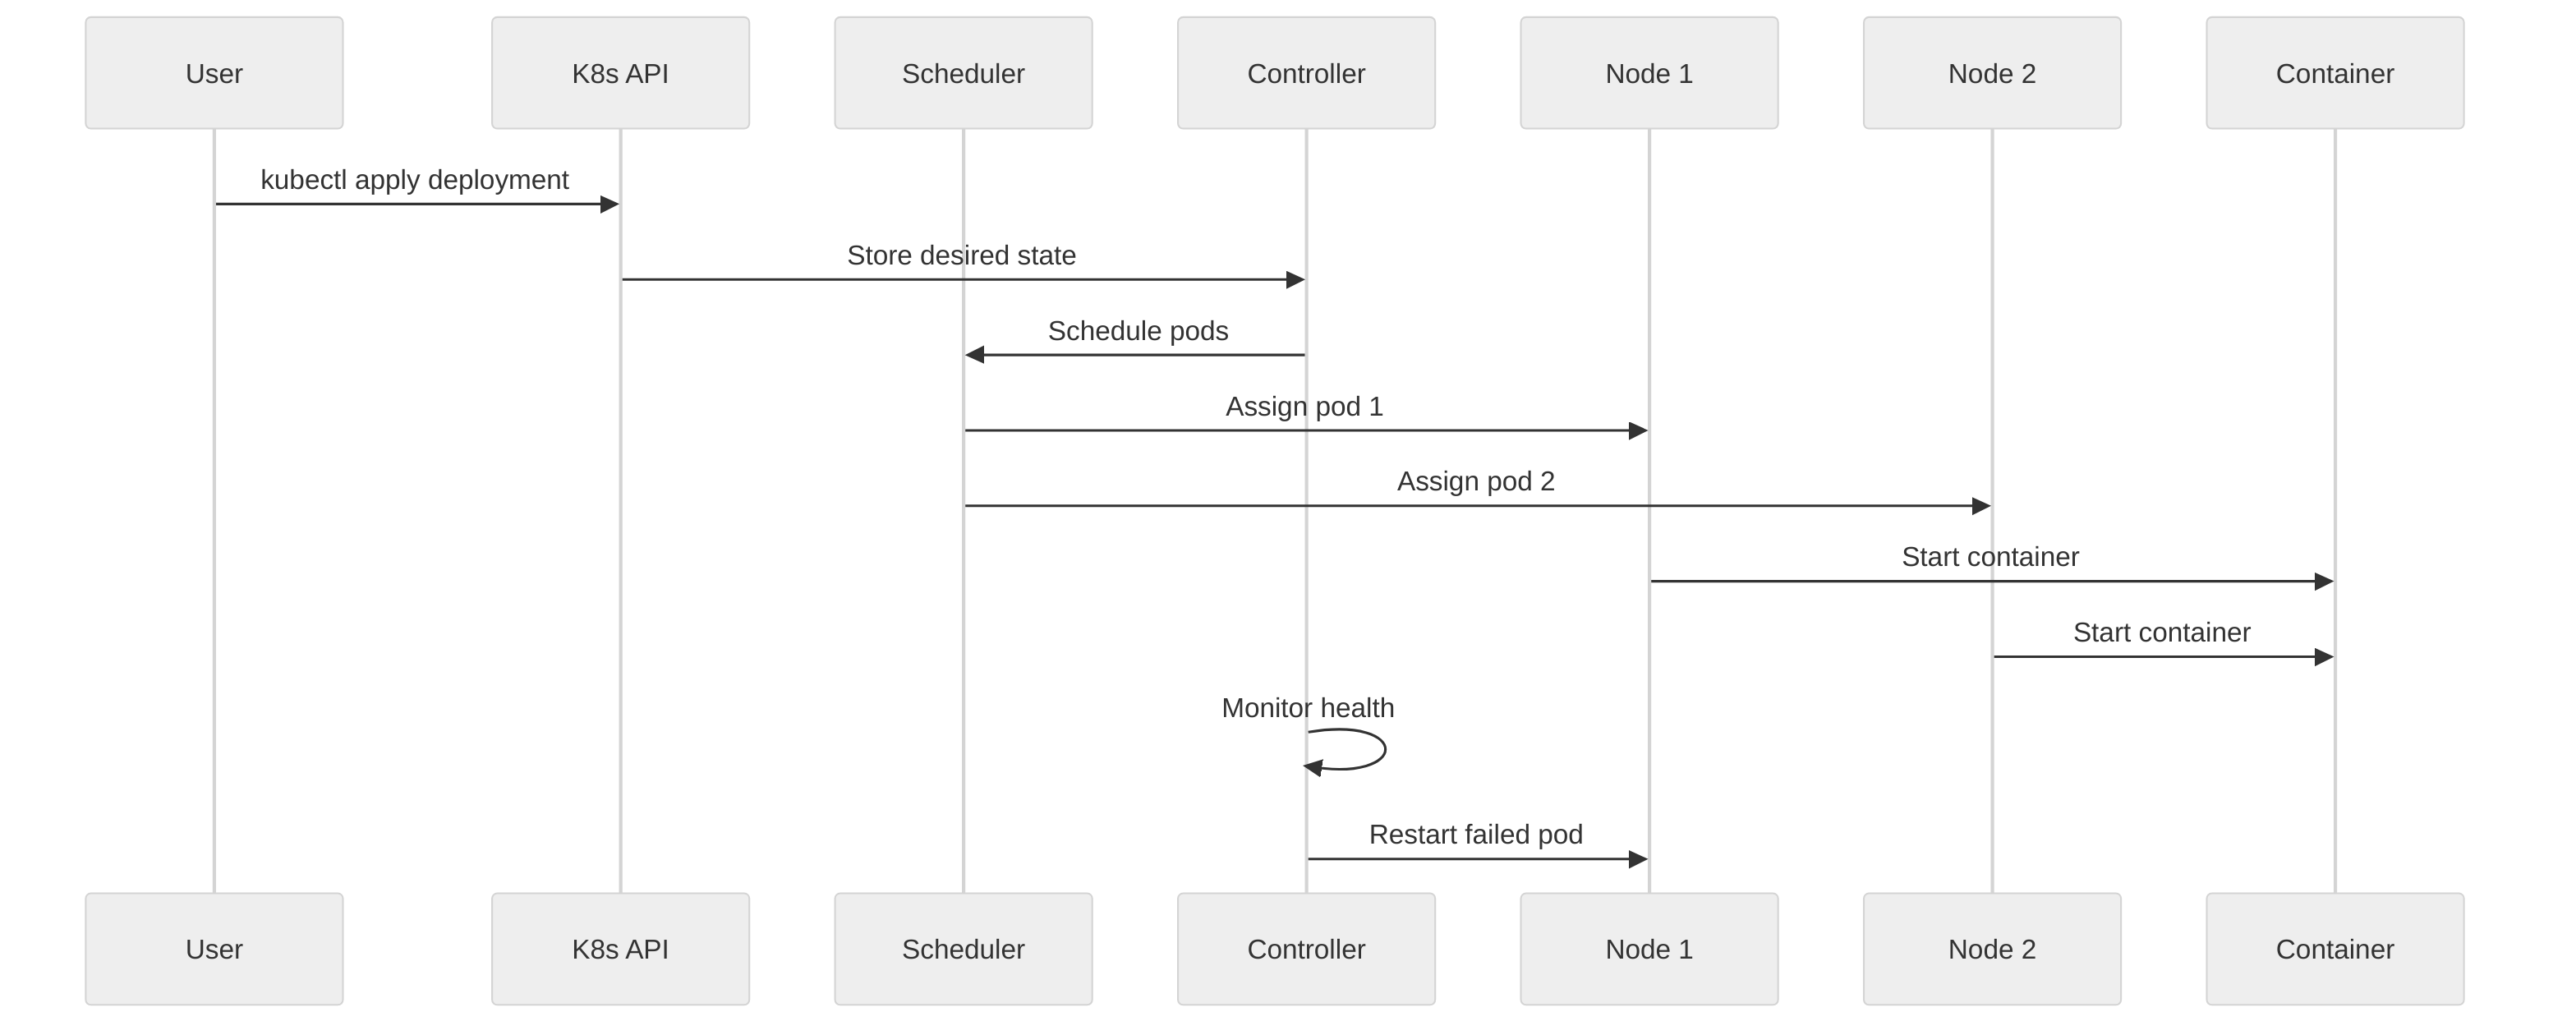 User
K8s API
Scheduler
Controller
Node 1
Node 2
Container
kubectl apply deployment
Store desired state
Schedule pods
Assign pod 1
Assign pod 2
Start container
Start container
Monitor health
Restart failed pod
User
K8s API
Scheduler
Controller
Node 1
Node 2
Container